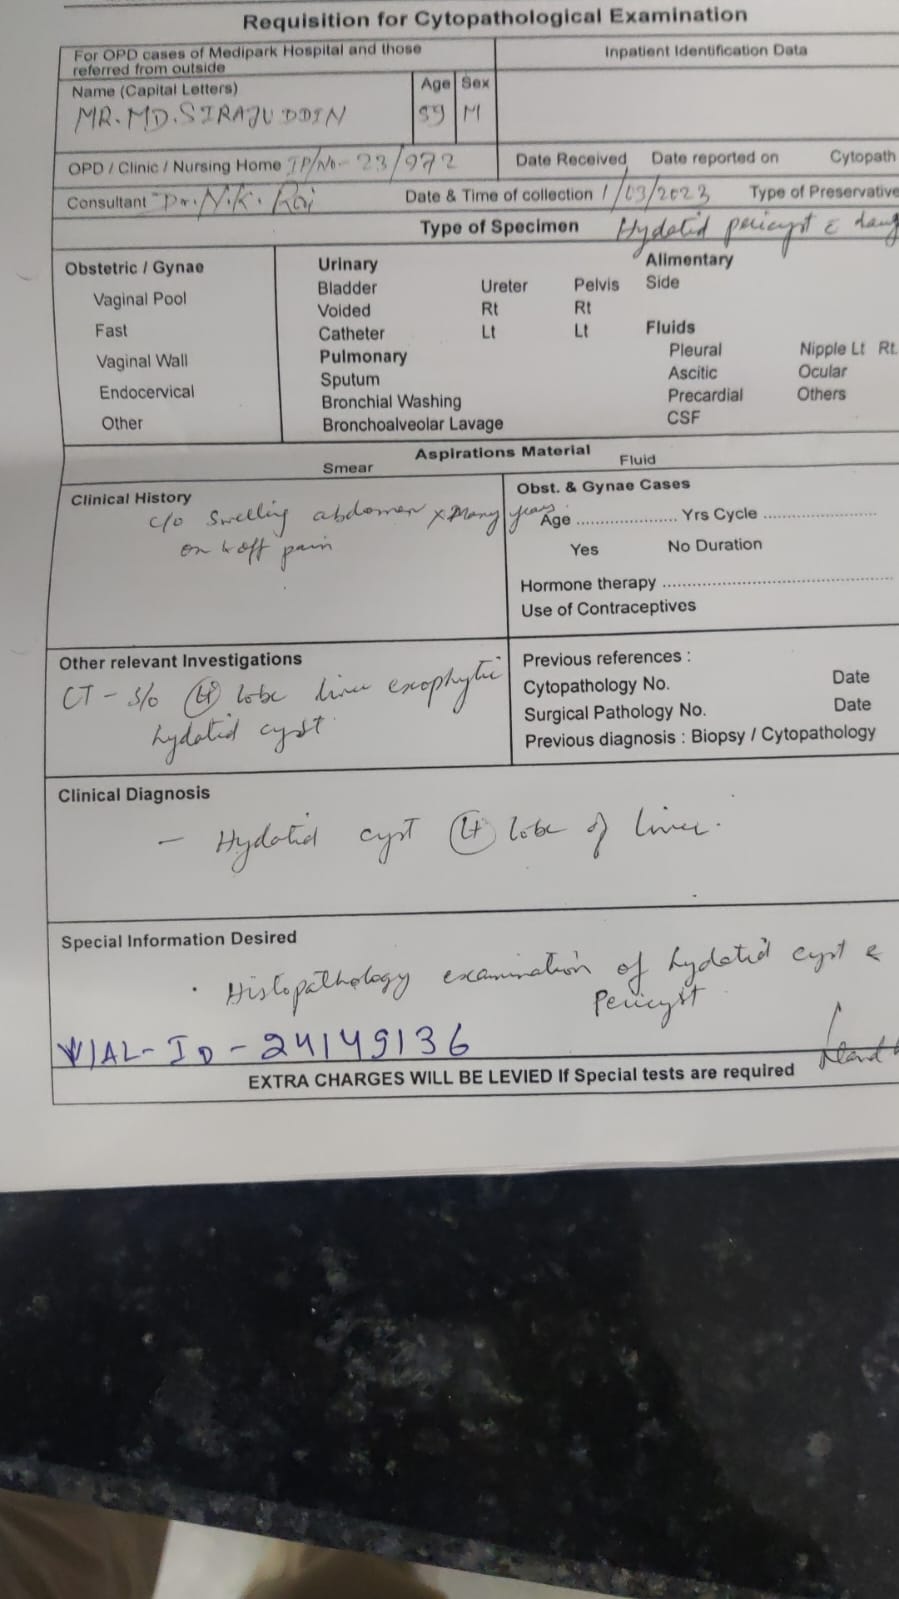 Requisition for Cytopathological Examination
For OPD cases of Medipark Hospital and those
referred from outside
Inpatient Identification Data
Name (Capital Letters)
Age Sex
MR. MD. SIRAJUDDIN
59 M
OPD / Clinic / Nursing Home IP/No- 23/972
Date Received Date reported on Cytopath
Consultant Dr. N.K. Rai
Date & Time of collection 1/03/2023 Type of Preservative
Type of Specimen Hydatid pericyst c̄
Obstetric / Gynae
Vaginal Pool
Fast
Vaginal Wall
Endocervical
Other
Urinary
Bladder Ureter Pelvis
Voided Rt Rt
Catheter Lt Lt
Pulmonary
Sputum
Bronchial Washing
Bronchoalveolar Lavage
Alimentary
Side
Fluids
Pleural Nipple Lt Rt.
Ascitic Ocular
Precardial Others
CSF
Aspirations Material
Smear Fluid
Clinical History
c/o Swelling abdomen x Many years
on & off pain
Obst. & Gynae Cases
Age .................... Yrs Cycle ......................
Yes No Duration
Hormone therapy ............................................
Use of Contraceptives
Other relevant Investigations
CT - s/o Lt lobe liver exophytic
hydatid cyst
Previous references :
Cytopathology No. Date
Surgical Pathology No. Date
Previous diagnosis : Biopsy / Cytopathology
Clinical Diagnosis
- Hydatid cyst Lt lobe of liver.
Special Information Desired
. Histopathology examination of hydatid cyst &
Pericyst
VIAL-ID-24149136
EXTRA CHARGES WILL BE LEVIED If Special tests are required